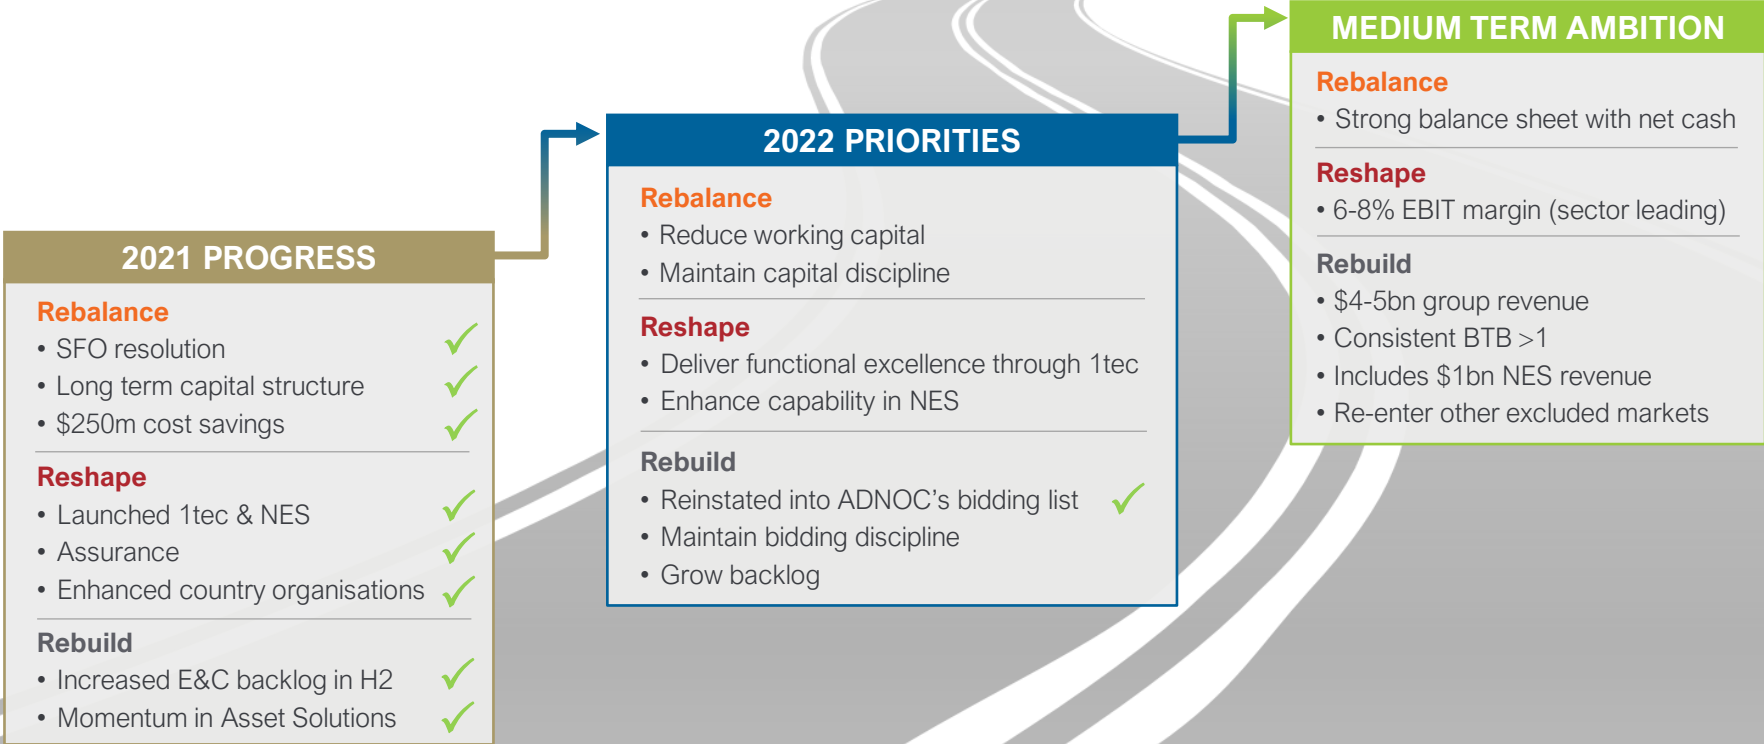 2021 PROGRESS
Rebalance
• SFO resolution
• Long term capital structure
• $250m cost savings
Reshape
• Launched 1tec & NES
• Assurance
• Enhanced country organisations
Rebuild
• Increased E&C backlog in H2
• Momentum in Asset Solutions
2022 PRIORITIES
Rebalance
• Reduce working capital
• Maintain capital discipline
Reshape
• Deliver functional excellence through 1tec
• Enhance capability in NES
Rebuild
• Reinstated into ADNOC’s bidding list
• Maintain bidding discipline
• Grow backlog
MEDIUM TERM AMBITION
Rebalance
• Strong balance sheet with net cash
Reshape
• 6-8% EBIT margin (sector leading)
Rebuild
• $4-5bn group revenue
• Consistent BTB >1
• Includes $1bn NES revenue
• Re-enter other excluded markets